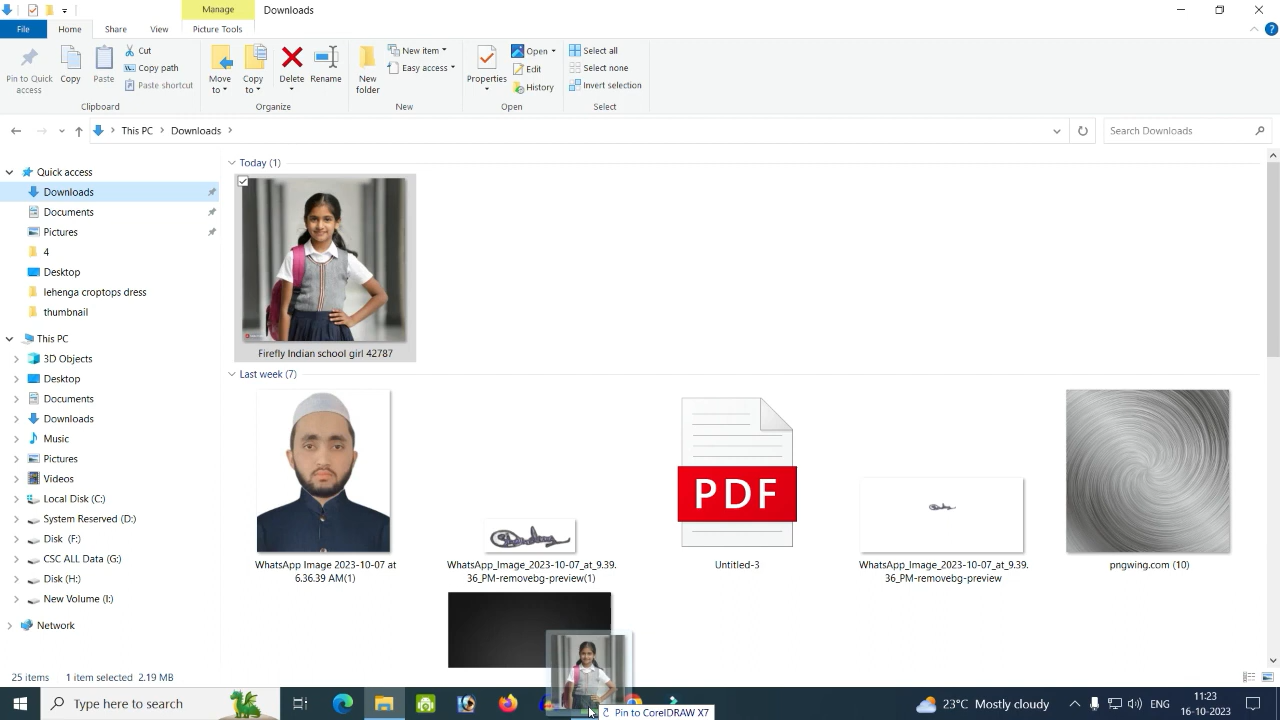 Manage
Downloads
File
Home
Share
View
Picture Tools
Pin to Quick access
Copy
Paste
Cut
Copy path
Paste shortcut
Clipboard
Move to
Copy to
Delete
Rename
Organize
New folder
New item
Easy access
New
Properties
Open
Edit
History
Open
Select all
Select none
Invert selection
Select
This PC
Downloads
Search Downloads
Quick access
Downloads
Documents
Pictures
4
Desktop
lehenga croptops dress
thumbnail
This PC
3D Objects
Desktop
Documents
Downloads
Music
Pictures
Videos
Local Disk (C:)
System Reserved (D:)
Disk (F:)
CSC ALL Data (G:)
Disk (H:)
New Volume (I:)
Network
Today (1)
Firefly Indian school girl 42787
Last week (7)
WhatsApp Image 2023-10-07 at
6.36.39 AM(1)
WhatsApp_Image_2023-10-07_at_9.39.
36_PM-removebg-preview(1)
PDF
Untitled-3
WhatsApp_Image_2023-10-07_at_9.39.
36_PM-removebg-preview
pngwing.com (10)
25 items
1 item selected 2.19 MB
Type here to search
Pin to CorelDRAW X7
23°C Mostly cloudy
ENG
11:23
16-10-2023